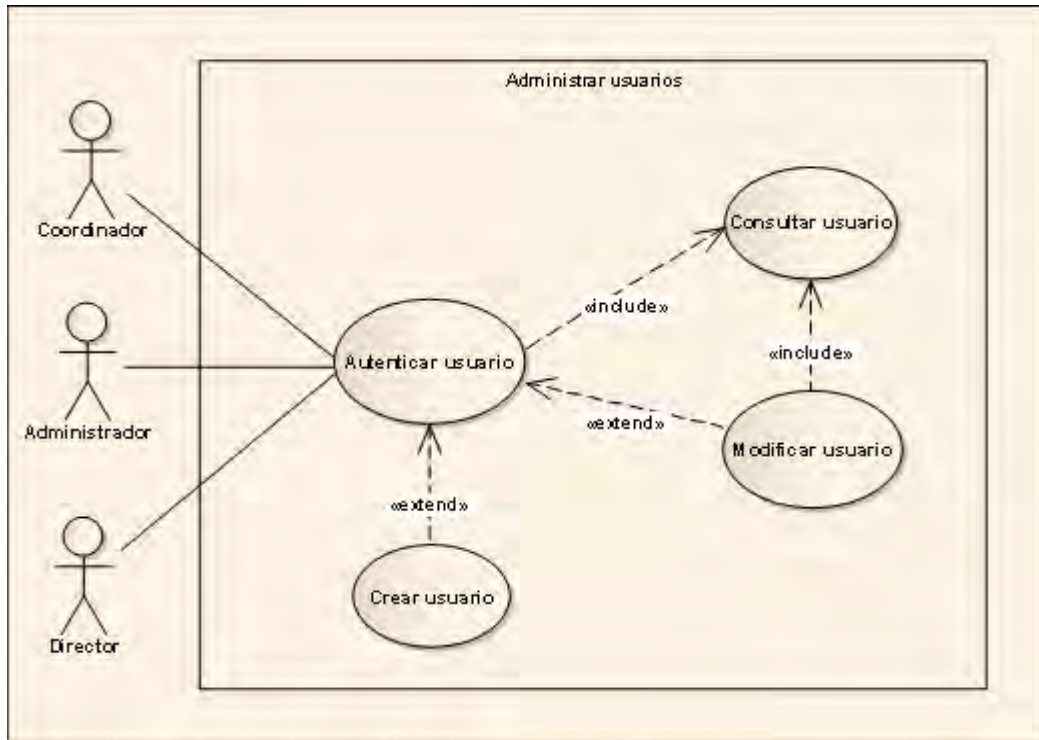 Administrar usuarios
Coordinador
Consultar usuario
«include»
Autenticar usuario
«include»
Administrador
«extend»
Modificar usuario
«extend»
Crear usuario
Director